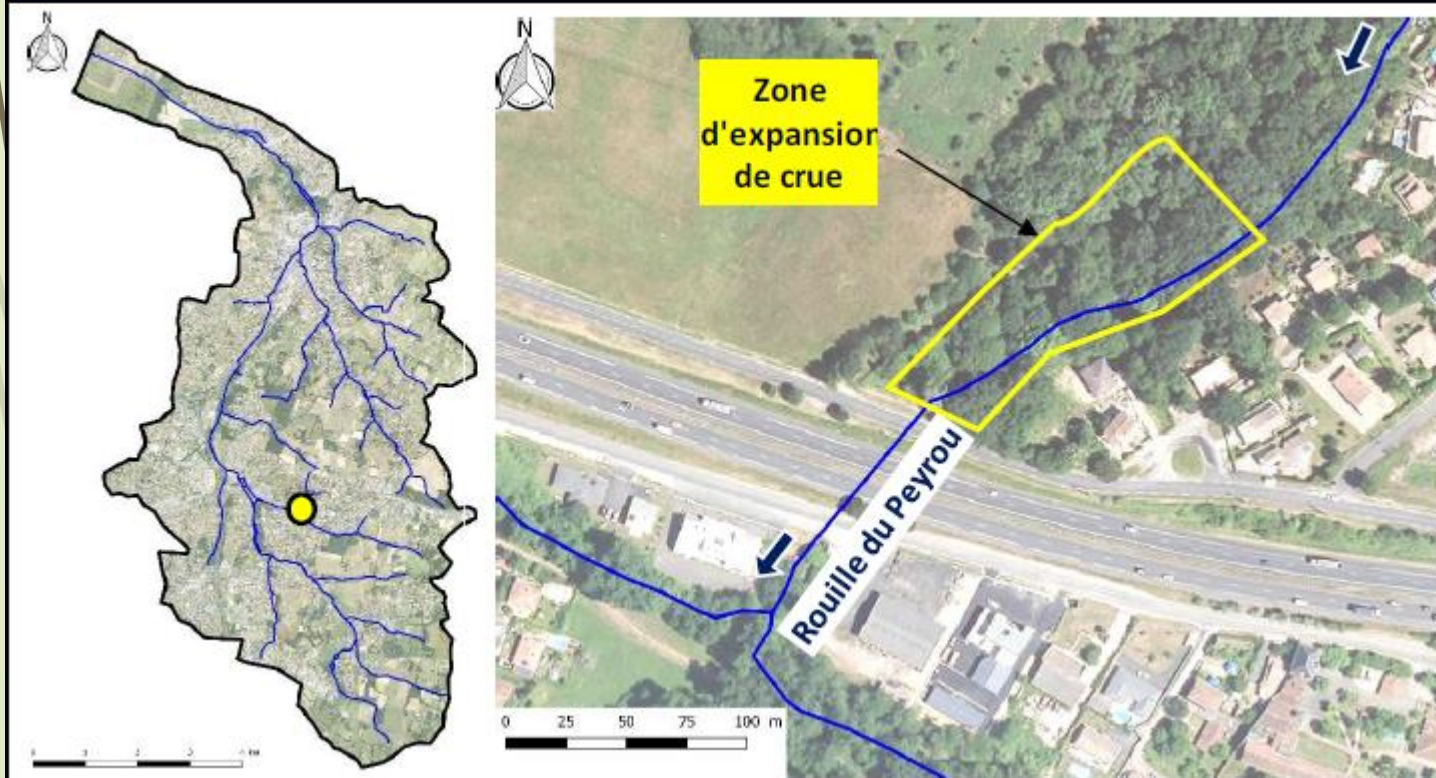 N
N
Zone
d'expansion
de crue
Rouille du Peyrou
0 25 50 75 100 m